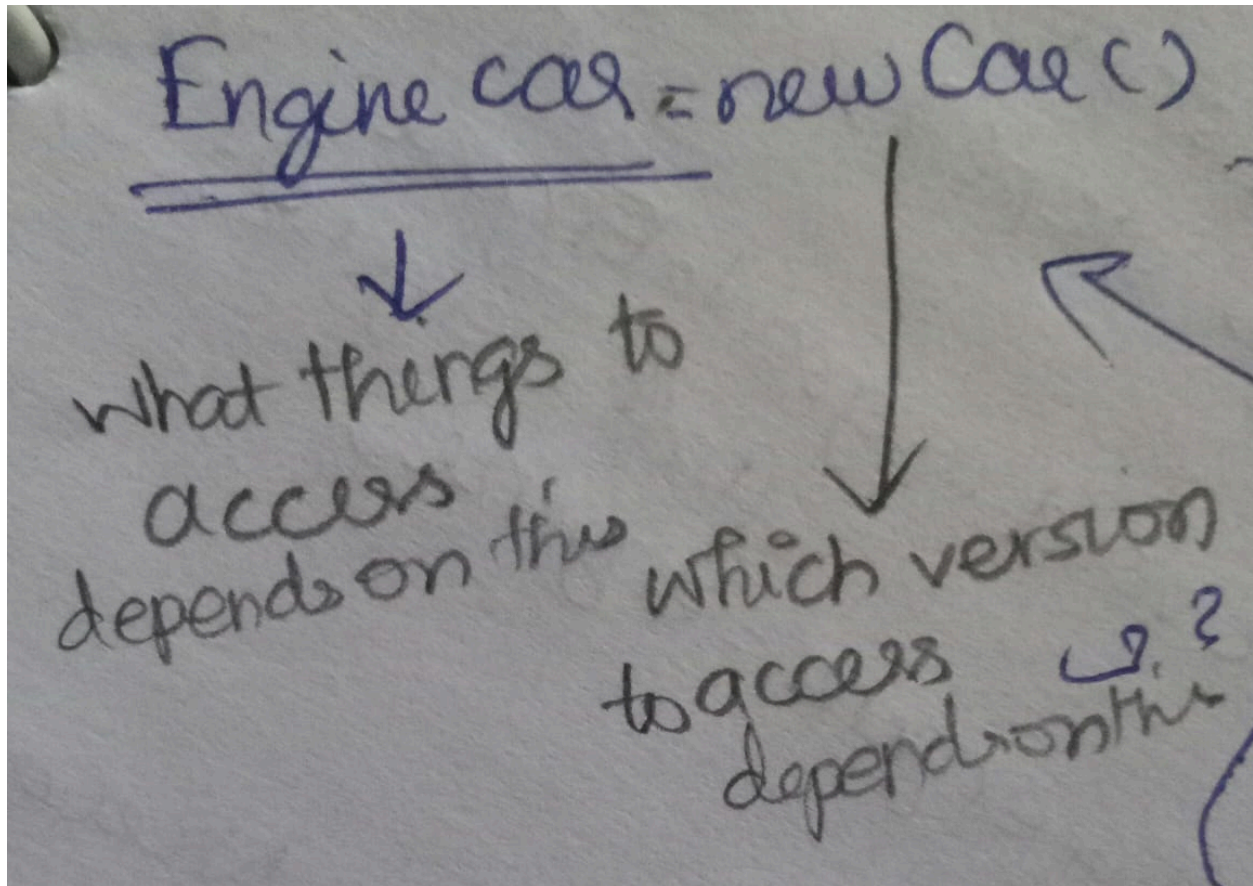 Engine car = new Car()
what things to
access
depends on this
which version
to access
depends on this
?